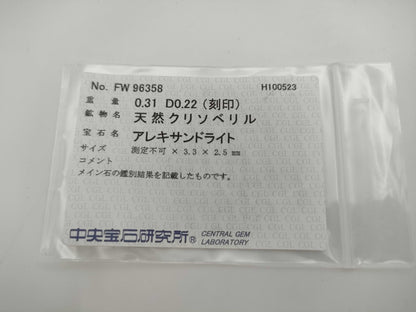 No. FW 96358 H100523
重量 0.31 D0.22 (刻印)
鉱物名 天然クリソベリル
宝石名 アレキサンドライト
サイズ 測定不可 × 3.3 × 2.5 mm
コメント
メイン石の鑑別結果を記載したものです。
中央宝石研究所® CENTRAL GEM LABORATORY